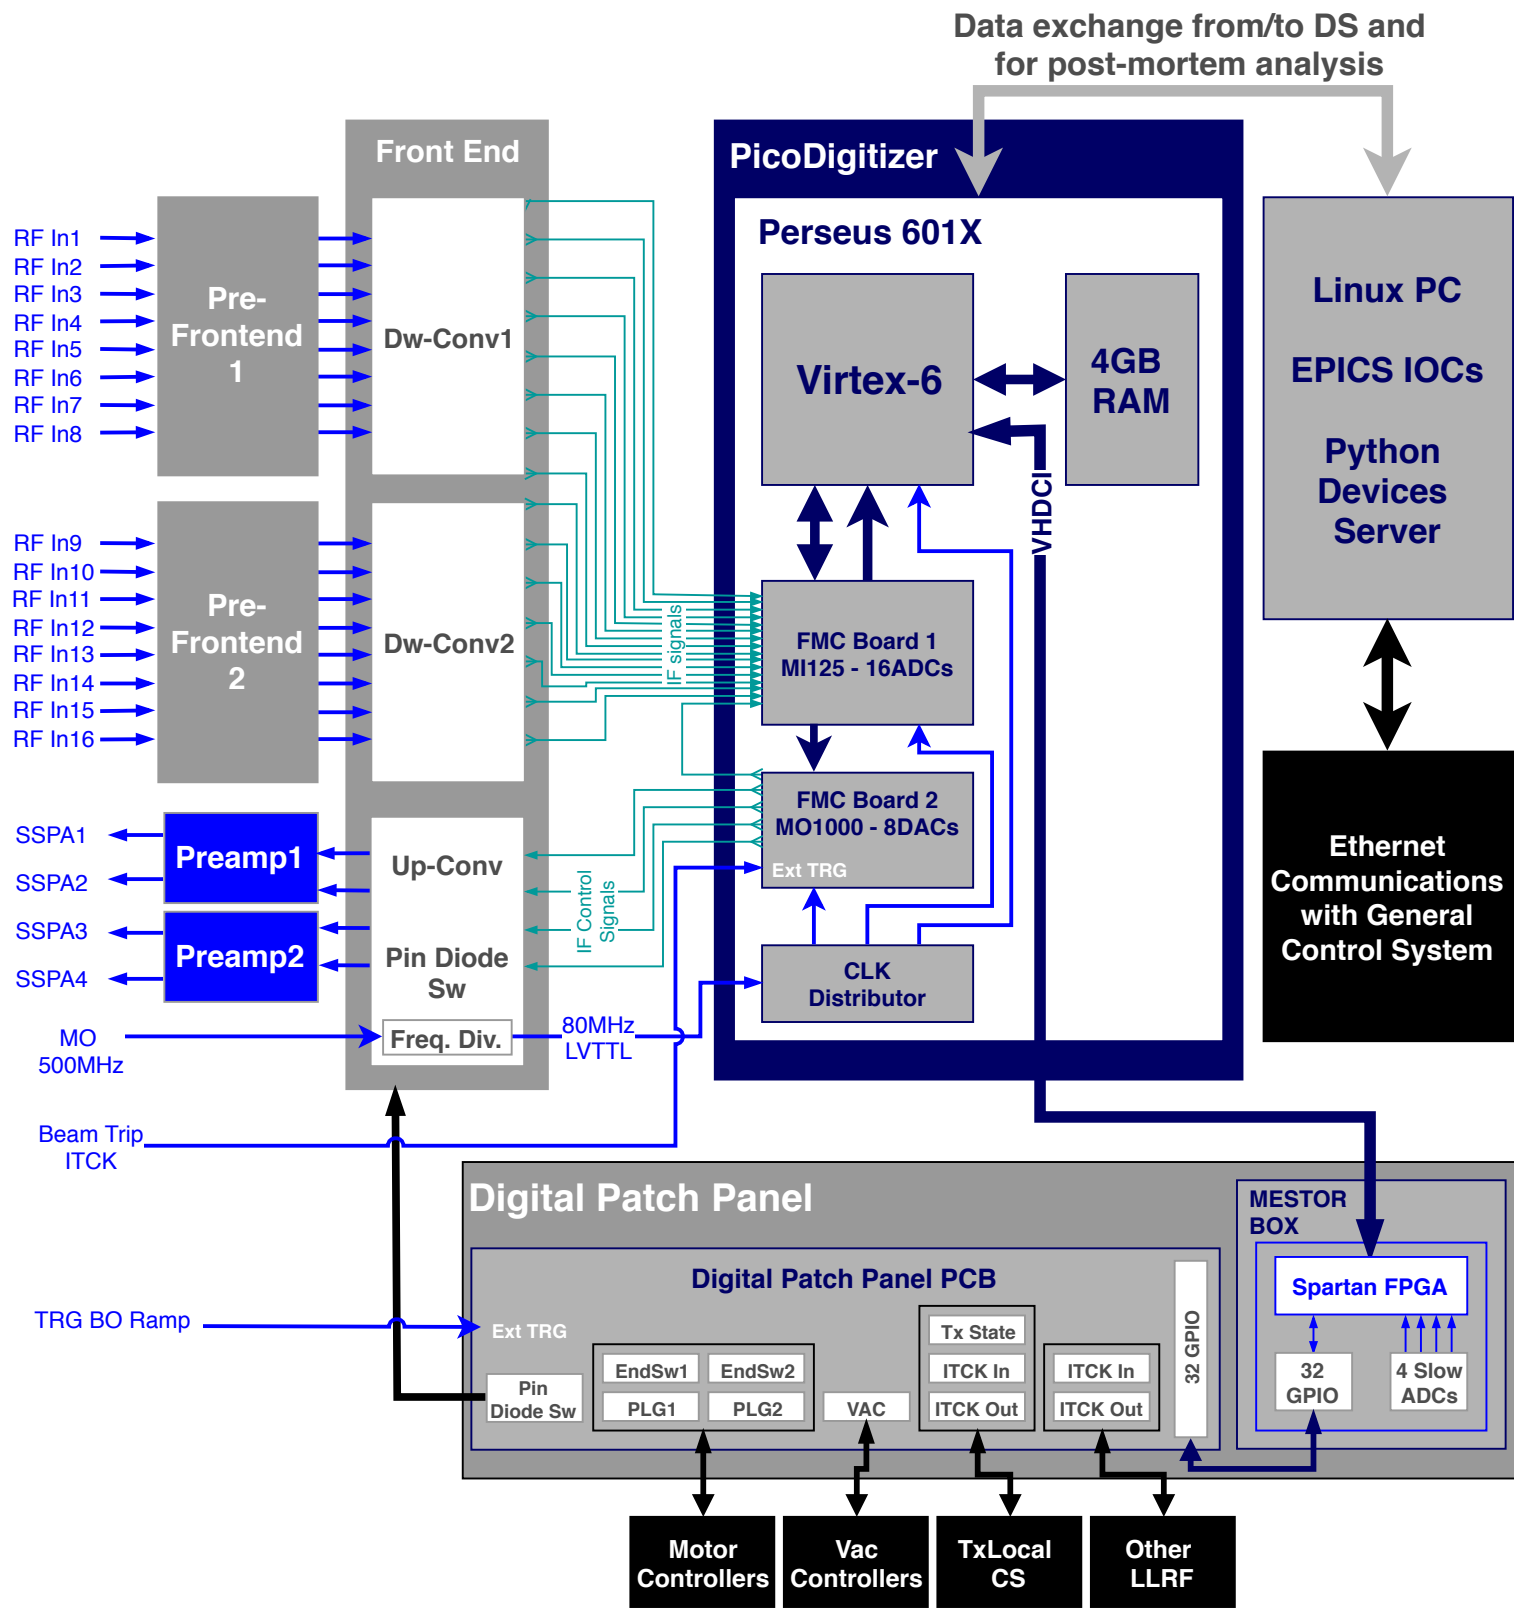 Data exchange from/to DS and
for post-mortem analysis
Front End
PicoDigitizer
Perseus 601X
RF In1
RF In2
RF In3
RF In4
RF In5
RF In6
RF In7
RF In8
Pre-
Frontend
1
Dw-Conv1
Virtex-6
4GB
RAM
VHDCI
Linux PC
EPICS IOCs
Python
Devices
Server
RF In9
RF In10
RF In11
RF In12
RF In13
RF In14
RF In15
RF In16
Pre-
Frontend
2
Dw-Conv2
IF signals
FMC Board 1
MI125 - 16ADCs
FMC Board 2
MO1000 - 8DACs
Ext TRG
SSPA1
SSPA2
SSPA3
SSPA4
Preamp1
Preamp2
Up-Conv
Pin Diode
Sw
IF Control
Signals
CLK
Distributor
Ethernet
Communications
with General
Control System
MO
500MHz
Freq. Div.
80MHz
LVTTL
Beam Trip
ITCK
Digital Patch Panel
MESTOR
BOX
Digital Patch Panel PCB
Spartan FPGA
TRG BO Ramp
Ext TRG
Pin
Diode Sw
EndSw1
EndSw2
PLG1
PLG2
VAC
Tx State
ITCK In
ITCK Out
ITCK In
ITCK Out
32 GPIO
32
GPIO
4 Slow
ADCs
Motor
Controllers
Vac
Controllers
TxLocal
CS
Other
LLRF